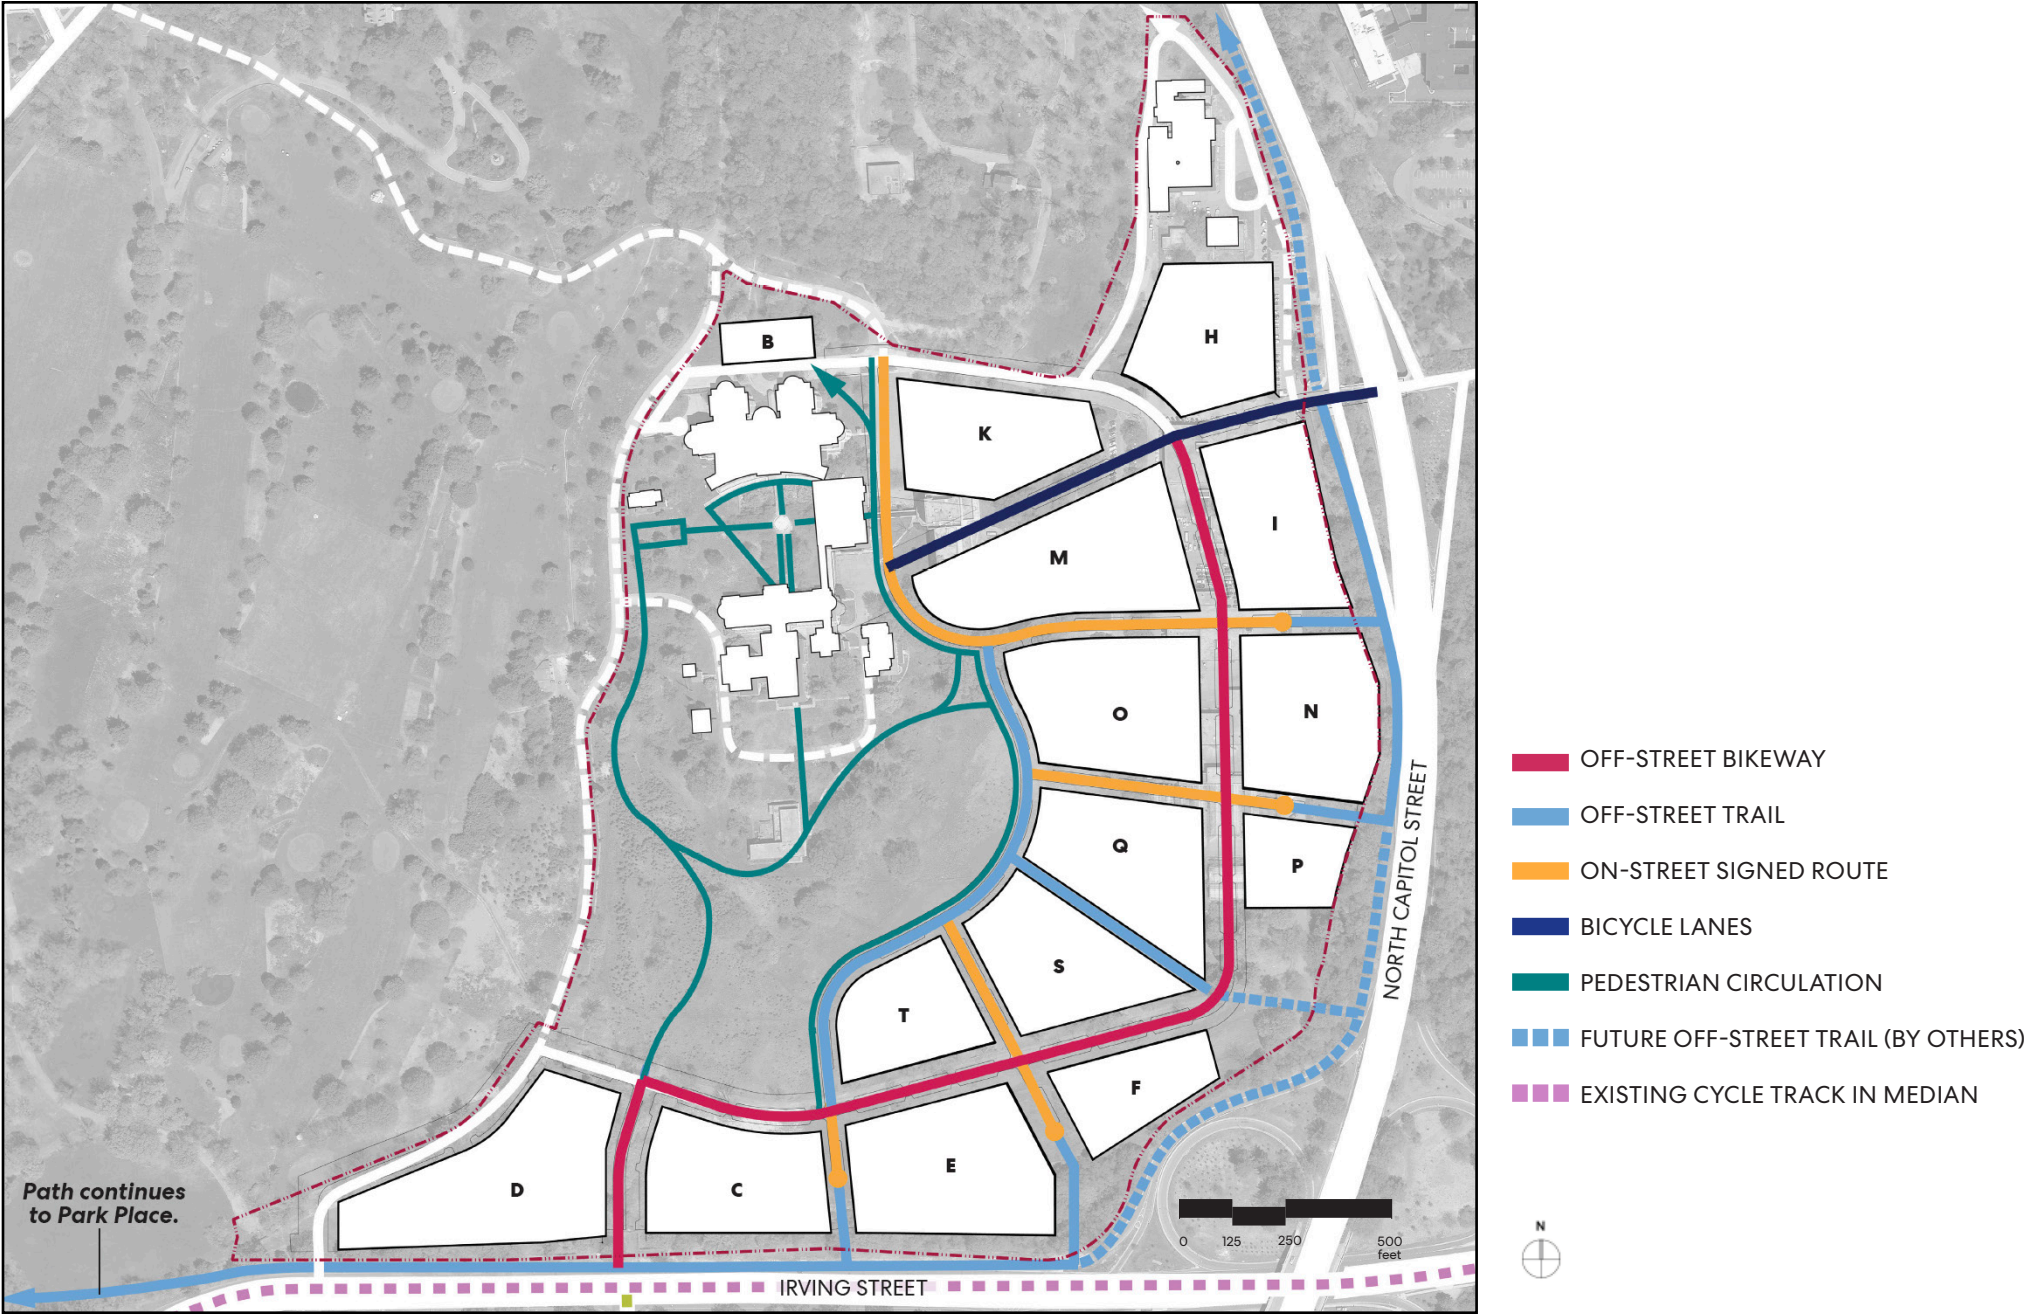 B
H
K
I
M
O
N
Q
P
S
T
F
E
D
C
Path continues
to Park Place.
IRVING STREET
NORTH CAPITOL STREET
0 125 250 500
feet
OFF-STREET BIKEWAY
OFF-STREET TRAIL
ON-STREET SIGNED ROUTE
BICYCLE LANES
PEDESTRIAN CIRCULATION
FUTURE OFF-STREET TRAIL (BY OTHERS)
EXISTING CYCLE TRACK IN MEDIAN
N